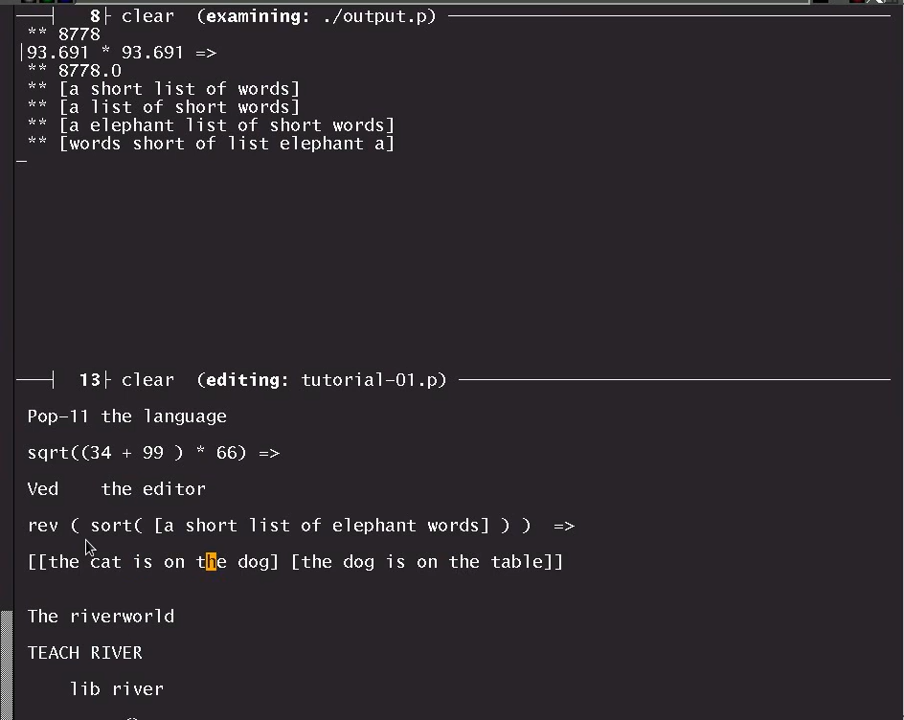 8 clear (examining: ./output.p)
** 8778
93.691 * 93.691 =>
** 8778.0
** [a short list of words]
** [a list of short words]
** [a elephant list of short words]
** [words short of list elephant a]
13 clear (editing: tutorial-01.p)
Pop-11 the language
sqrt((34 + 99 ) * 66) =>
Ved the editor
rev ( sort( [a short list of elephant words] ) ) =>
[[the cat is on the dog] [the dog is on the table]]
The riverworld
TEACH RIVER
lib river